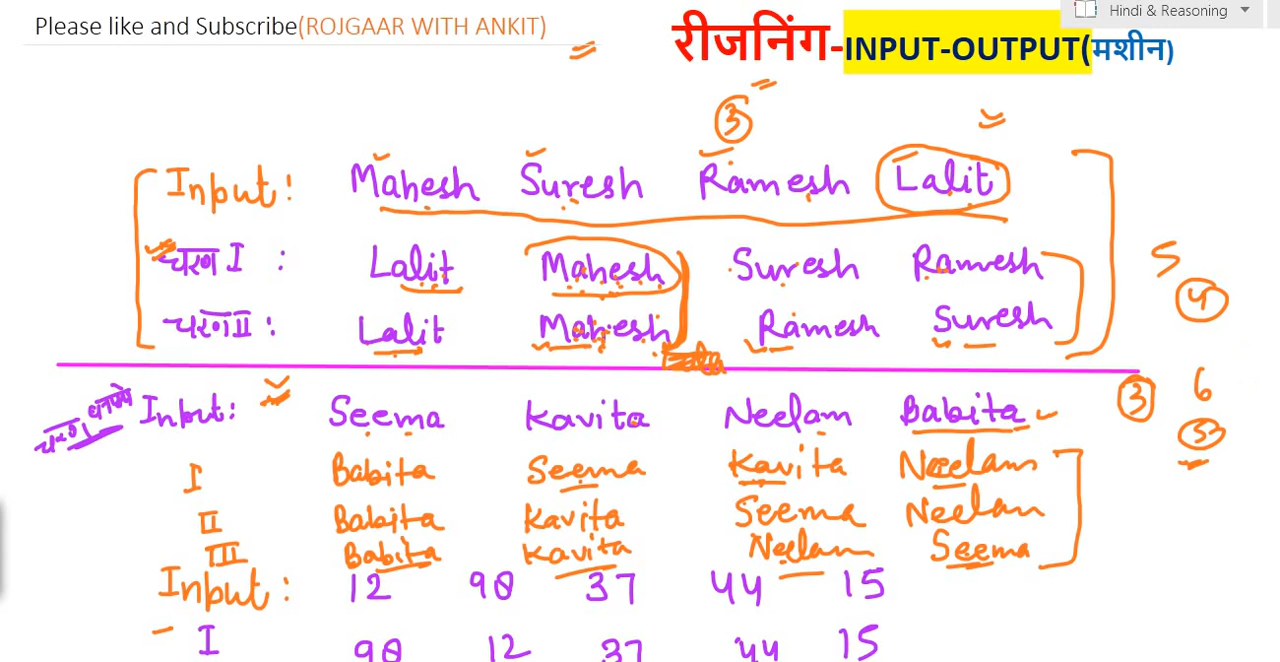 Hindi & Reasoning
Please like and Subscribe(ROJGAAR WITH ANKIT)
रीजनिंग-INPUT-OUTPUT(मशीन)
3
Input: Mahesh Suresh Ramesh Lalit
चरण I : Lalit Mahesh Suresh Ramesh
5
4
चरण II : Lalit Mahesh Ramesh Suresh
3 6
5
Input: Seema Kavita Neelam Babita
I Babita Seema Kavita Neelam
II Babita Kavita Seema Neelam
III Babita Kavita Neelam Seema
Input: 12 90 37 44 15
I 90 12 37 44 15